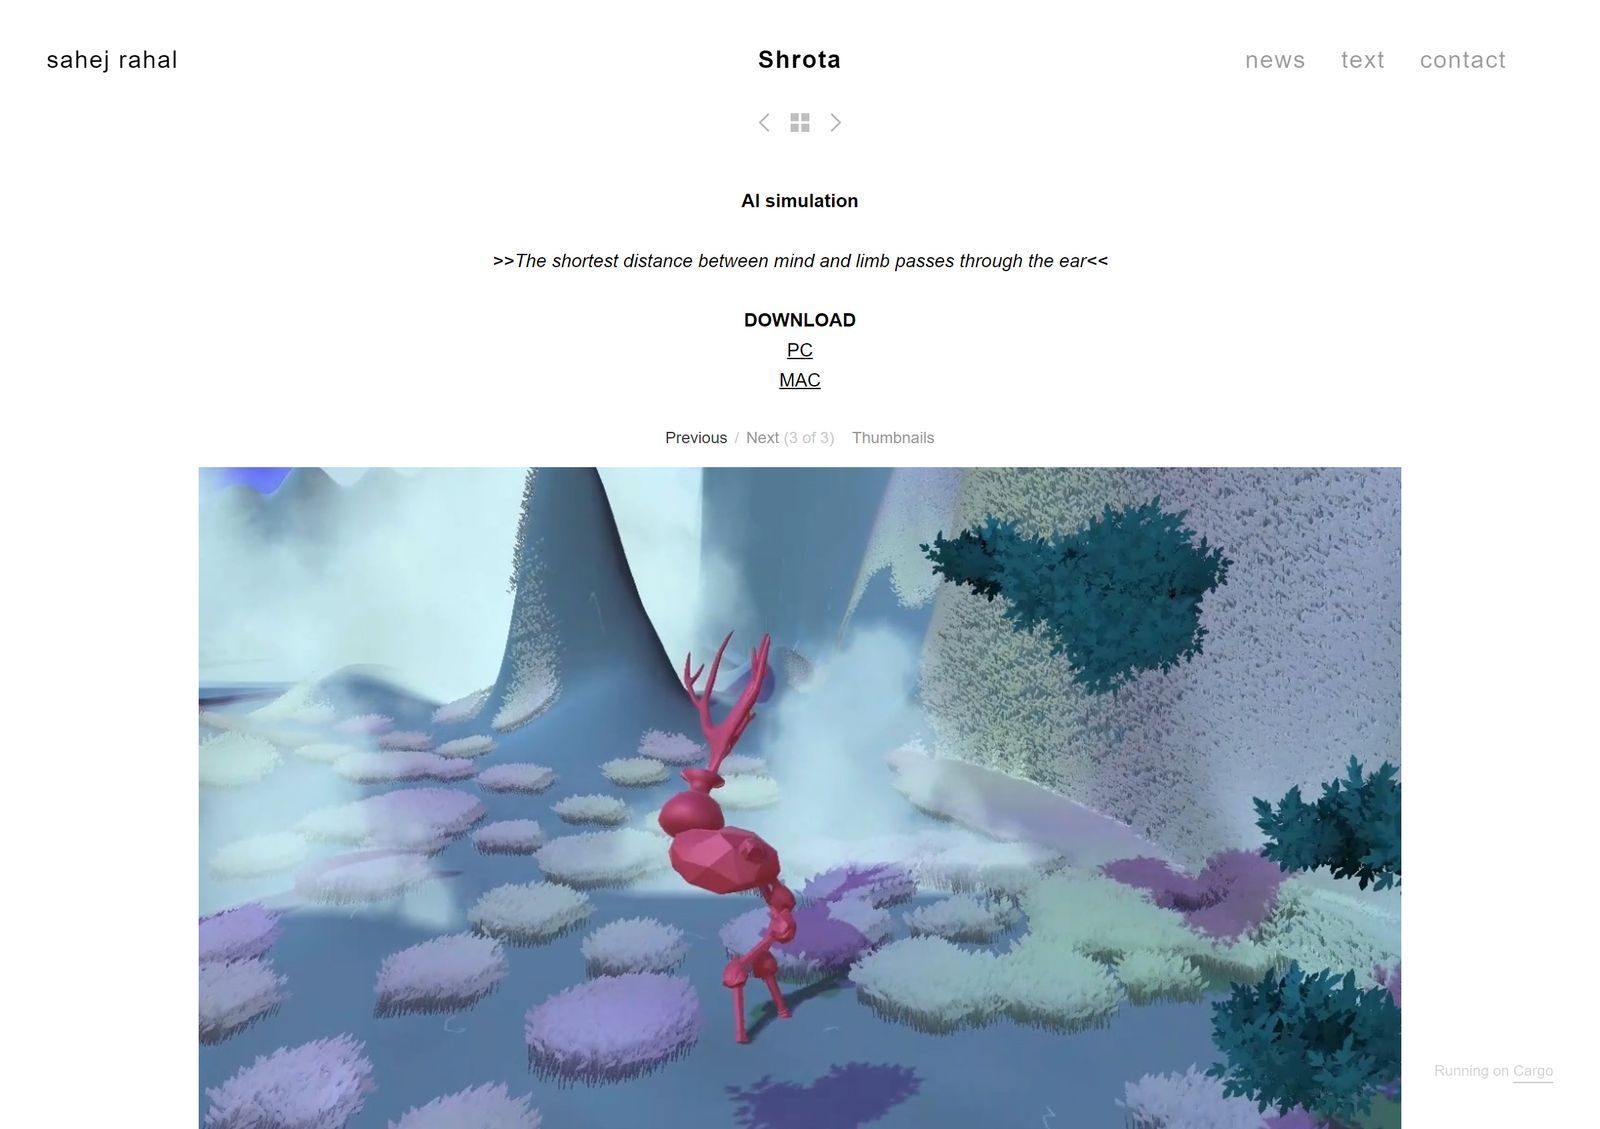 sahej rahal
Shrota
news text contact
AI simulation
>>The shortest distance between mind and limb passes through the ear<<
DOWNLOAD
PC
MAC
Previous / Next (3 of 3) Thumbnails
Running on Cargo